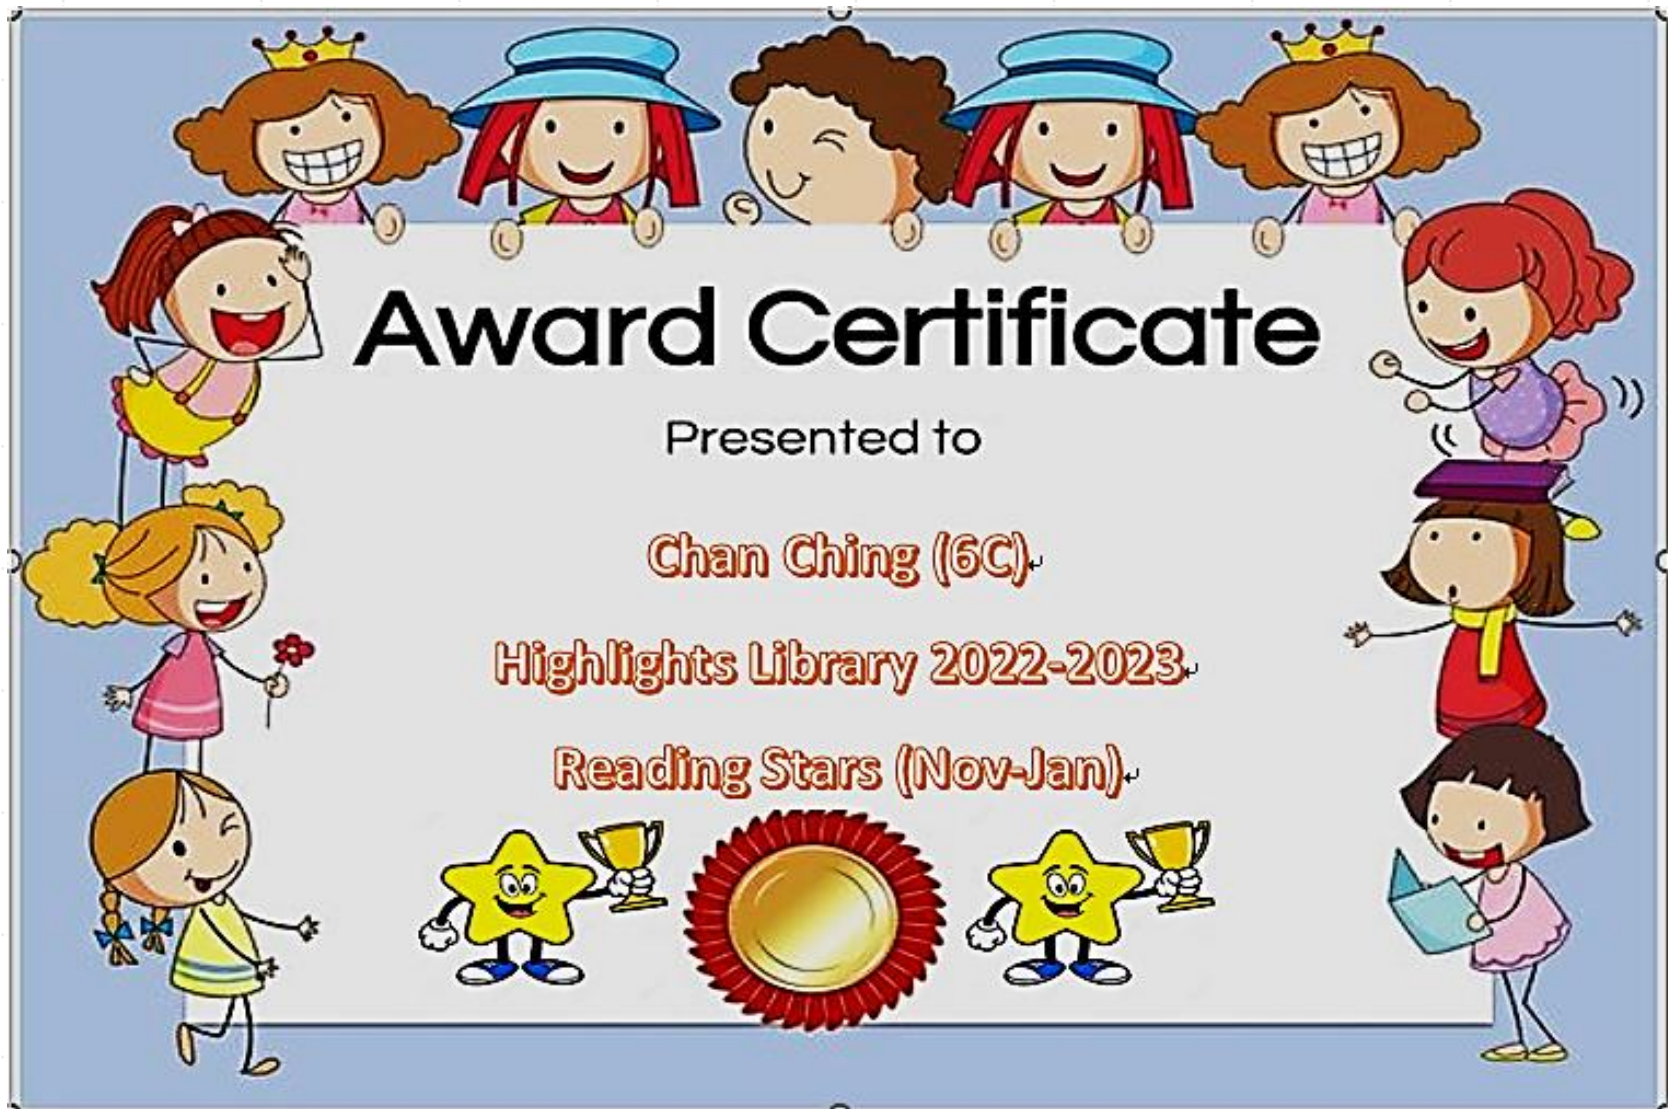 Award Certificate
Presented to
Chan Ching (6C)
Highlights Library 2022-2023
Reading Stars (Nov-Jan)